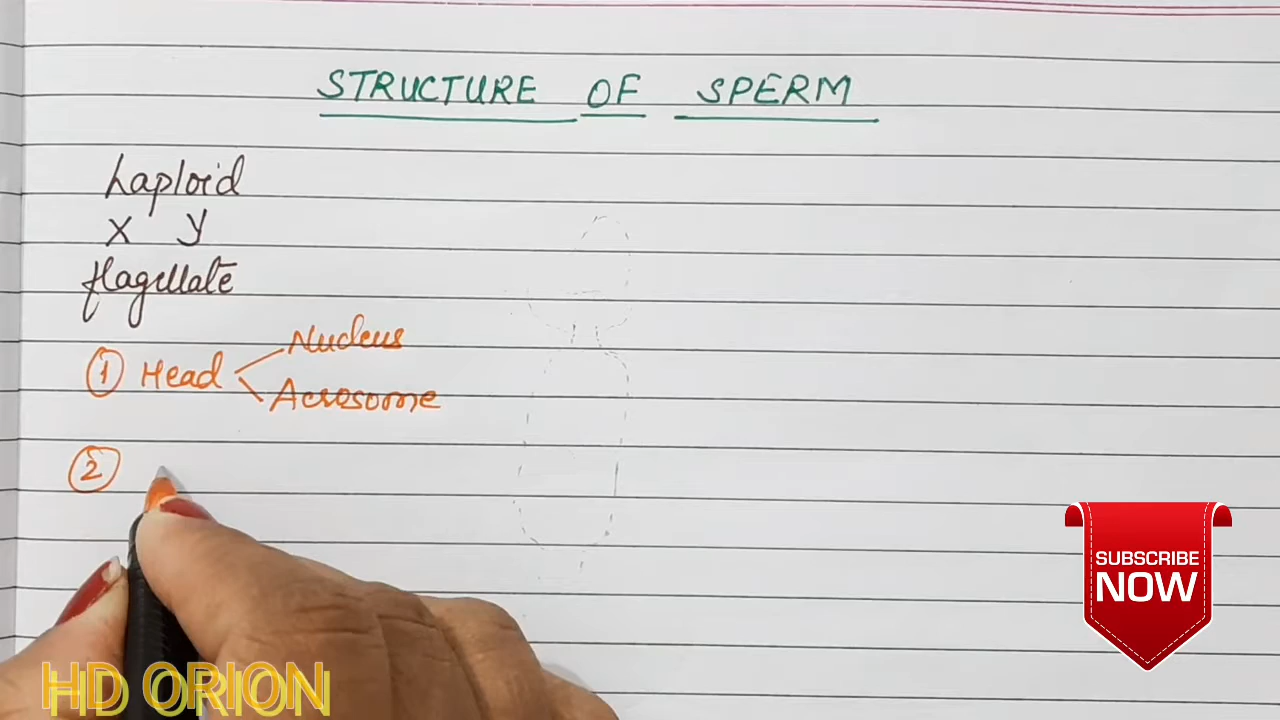 STRUCTURE OF SPERM
haploid
X Y
flagellate
1 Head Nucleus
Acrosome
2
SUBSCRIBE
NOW
HD ORION